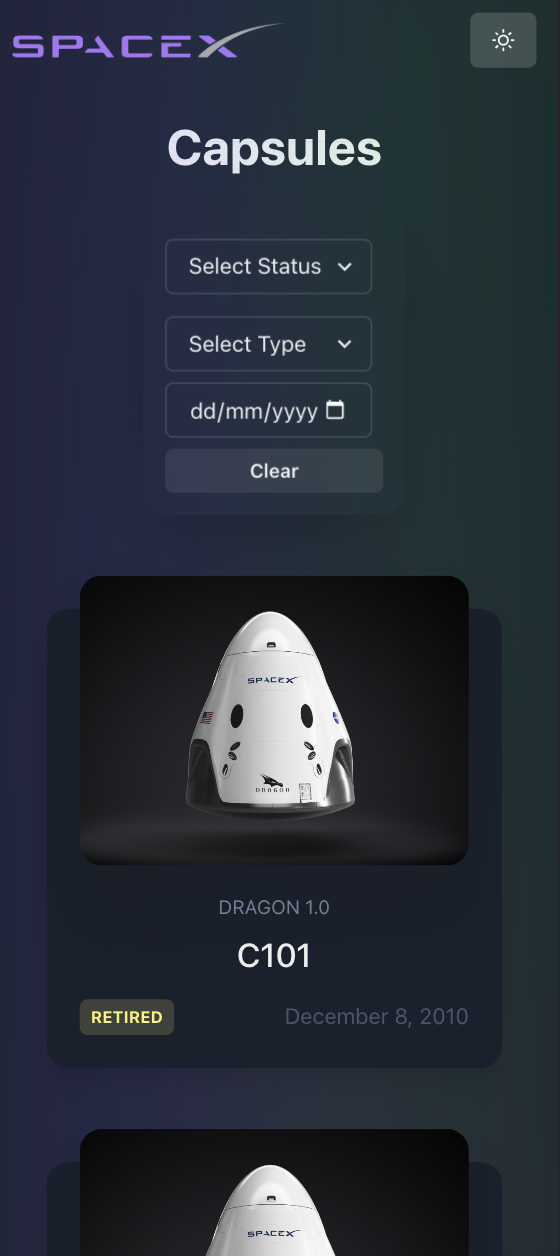 SPACEX
Capsules
Select Status
Select Type
dd/mm/yyyy
Clear
SPACEX
DRAGON
DRAGON 1.0
C101
RETIRED
December 8, 2010
SPACEX